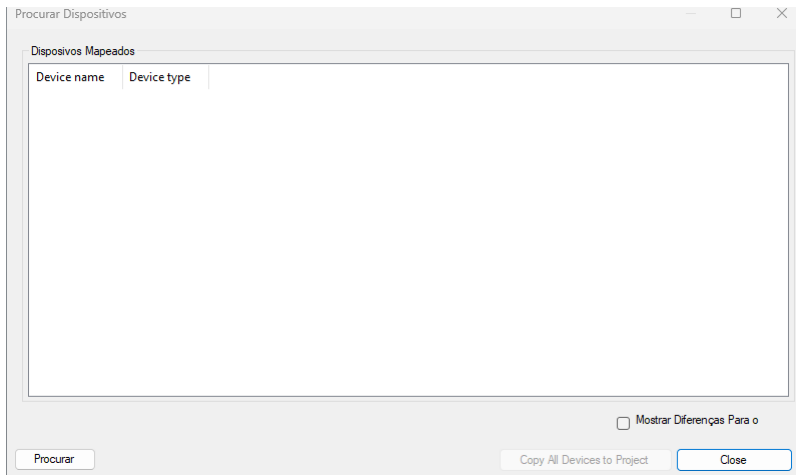 Procurar Dispositivos
Disposivos Mapeados
Device name Device type
Mostrar Diferenças Para o
Procurar Copy All Devices to Project Close